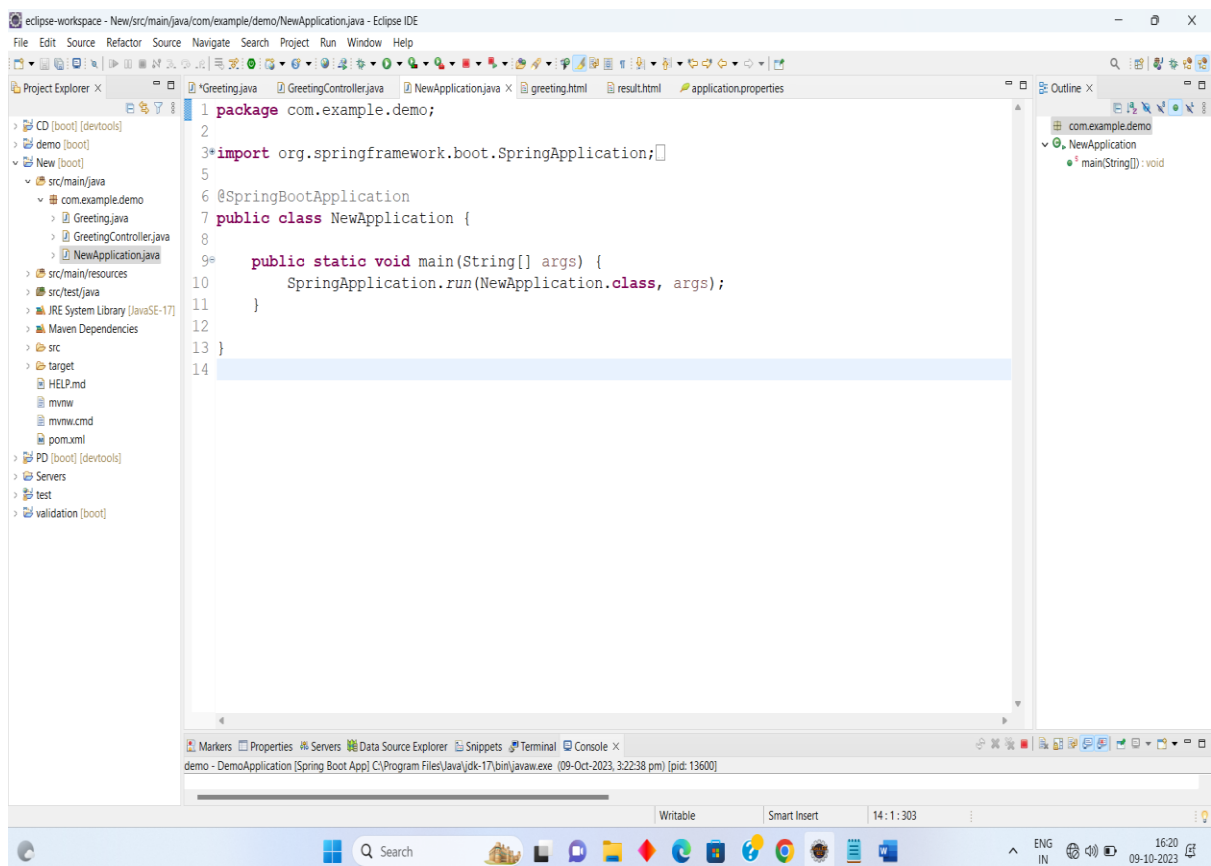 eclipse-workspace - New/src/main/java/com/example/demo/NewApplication.java - Eclipse IDE
File Edit Source Refactor Source Navigate Search Project Run Window Help
Project Explorer
*Greeting.java GreetingController.java NewApplication.java greeting.html result.html application.properties
Outline
CD [boot] [devtools]
demo [boot]
New [boot]
src/main/java
com.example.demo
Greeting.java
GreetingController.java
NewApplication.java
src/main/resources
src/test/java
JRE System Library [JavaSE-17]
Maven Dependencies
src
target
HELP.md
mvnw
mvnw.cmd
pom.xml
PD [boot] [devtools]
Servers
test
validation [boot]
1 package com.example.demo;
2
3 import org.springframework.boot.SpringApplication;
5
6 @SpringBootApplication
7 public class NewApplication {
8
9 public static void main(String[] args) {
10 SpringApplication.run(NewApplication.class, args);
11 }
12
13 }
14
com.example.demo
NewApplication
main(String[]) : void
Markers Properties Servers Data Source Explorer Snippets Terminal Console
demo - DemoApplication [Spring Boot App] C:\Program Files\Java\jdk-17\bin\javaw.exe (09-Oct-2023, 3:22:38 pm) [pid: 13600]
Writable Smart Insert 14 : 1 : 303
Search
ENG
IN
16:20
09-10-2023